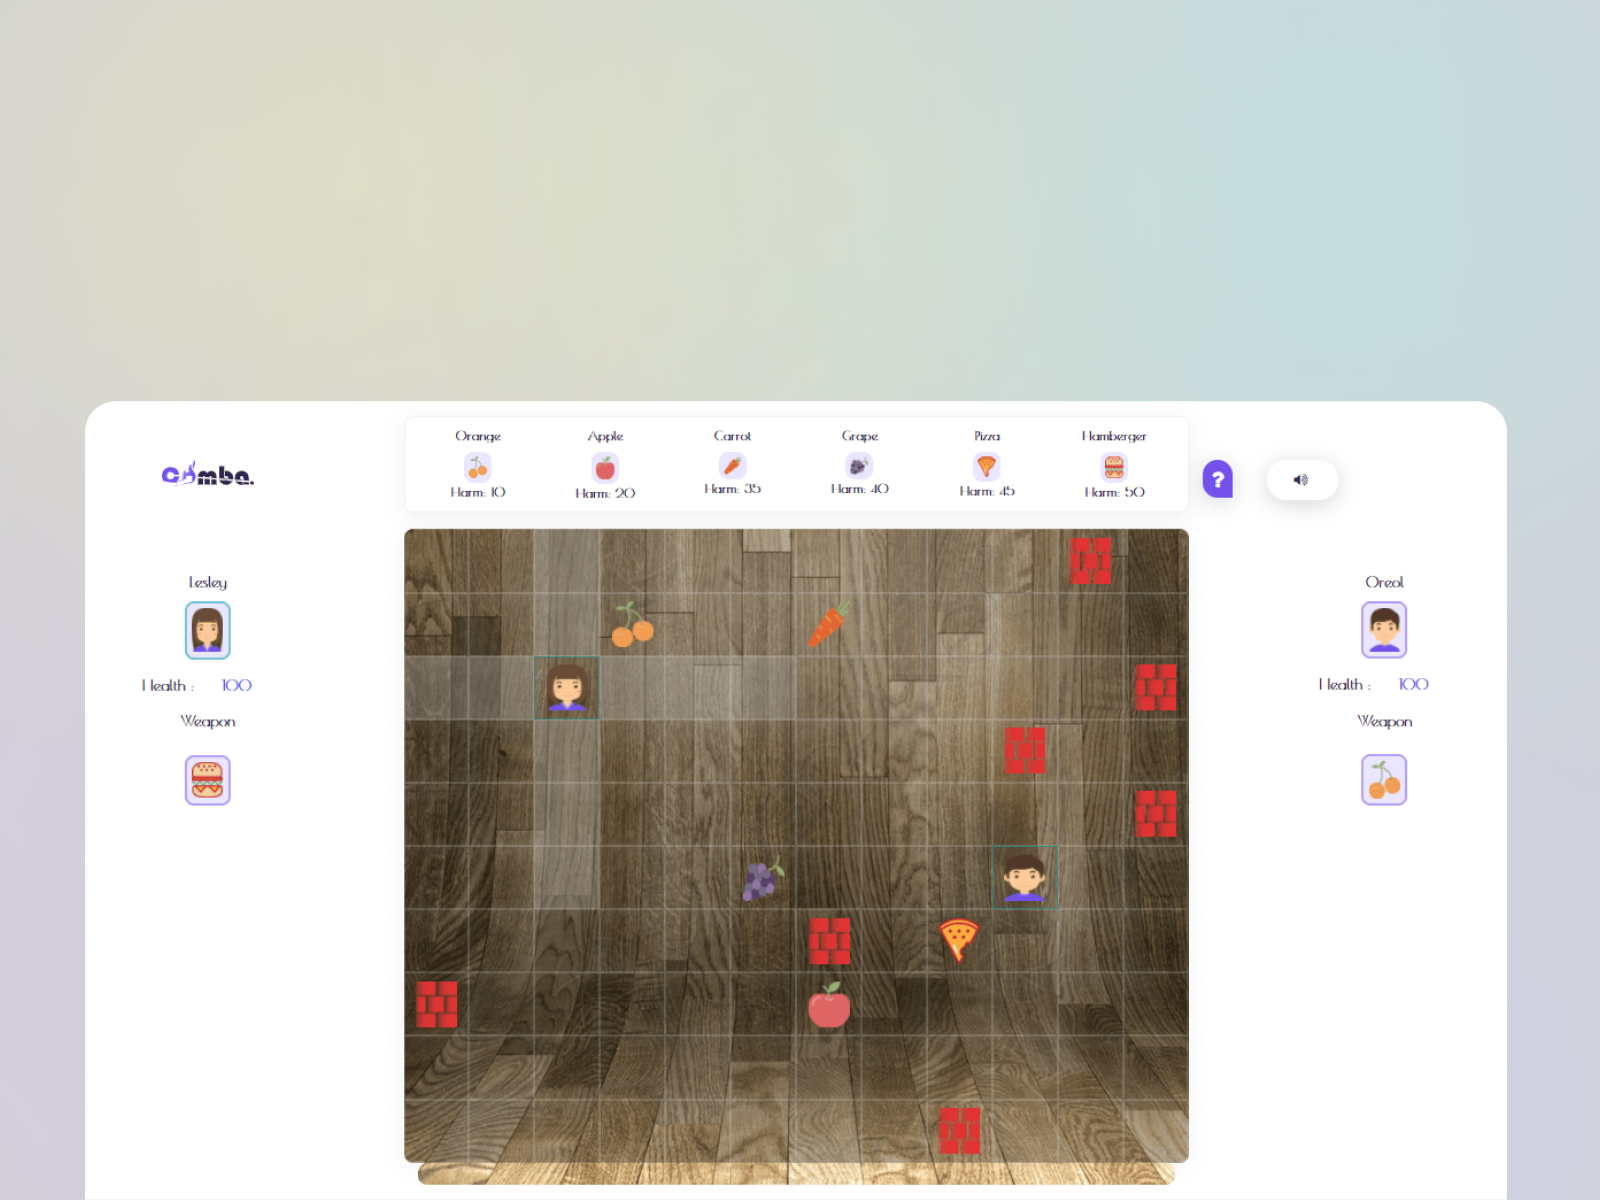 Orange
Apple
Carrot
Grape
Pizza
Hamberger
Harm: 10
Harm: 20
Harm: 35
Harm: 40
Harm: 45
Harm: 50
comba.
?
Lesley
Health : 100
Weapon
Oreol
Health : 100
Weapon